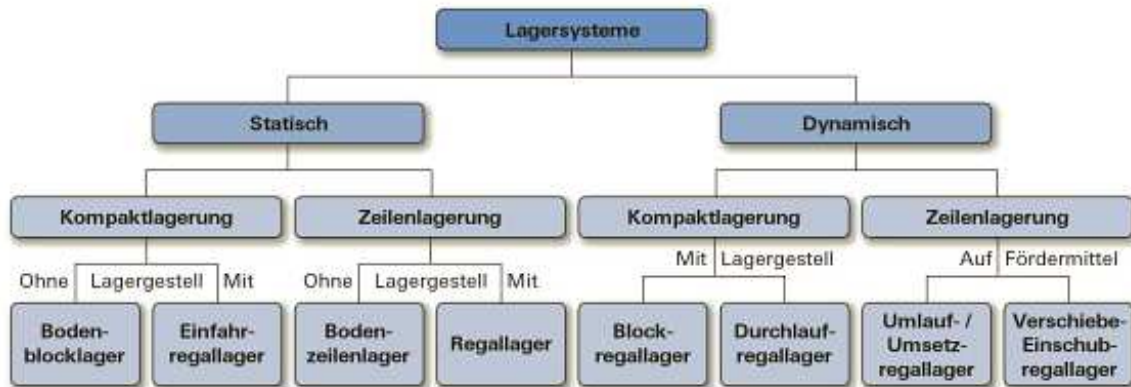 Lagersysteme
Statisch
Dynamisch
Kompaktlagerung
Zeilenlagerung
Kompaktlagerung
Zeilenlagerung
Ohne Lagergestell Mit
Ohne Lagergestell Mit
Mit Lagergestell
Auf Fördermittel
Boden-
blocklager
Einfahr-
regallager
Boden-
zeilenlager
Regallager
Block-
regallager
Durchlauf-
regallager
Umlauf- /
Umsetz-
regallager
Verschiebe-
Einschub-
regallager